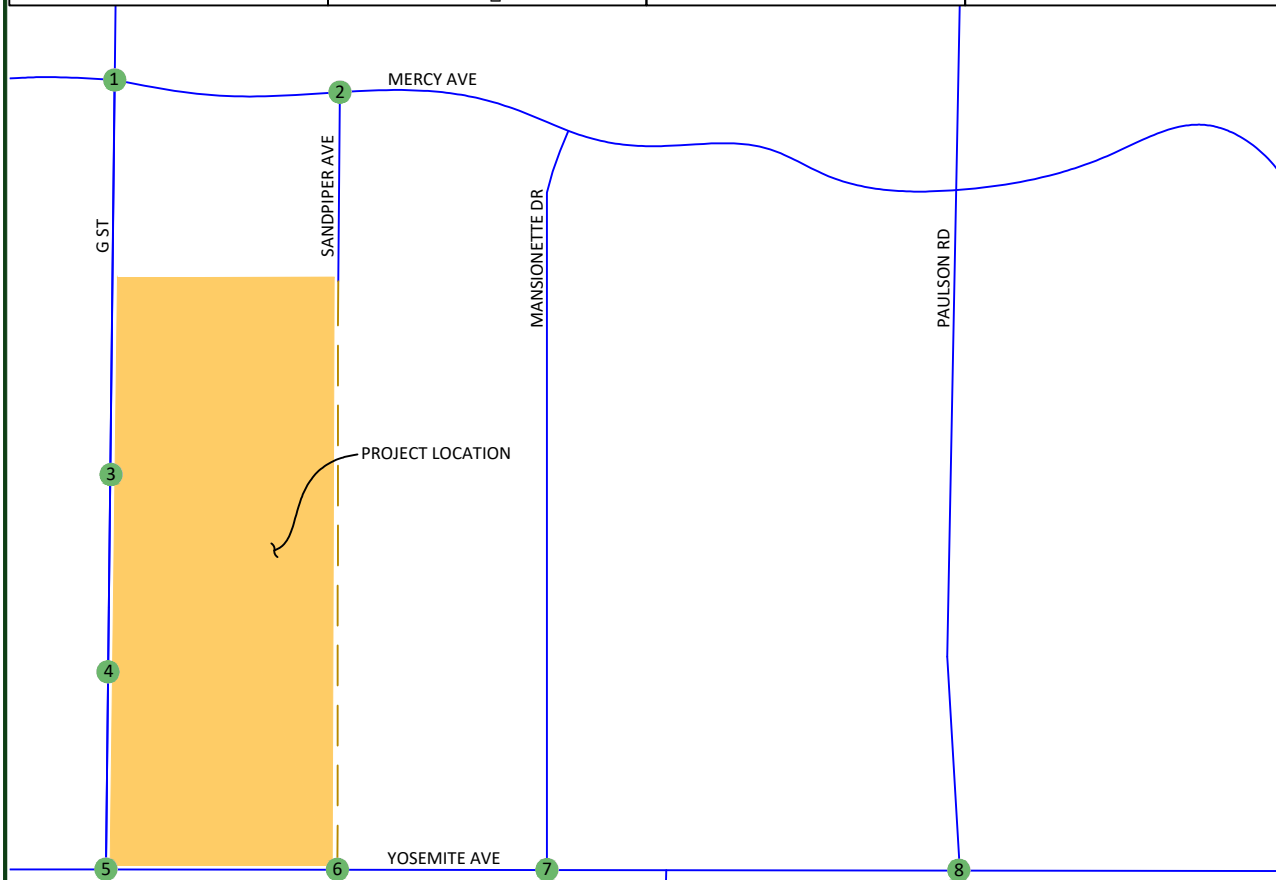 1
2
MERCY AVE
SANDPIPER AVE
G ST
MANSIONETTE DR
PAULSON RD
PROJECT LOCATION
3
4
YOSEMITE AVE
5
6
7
8